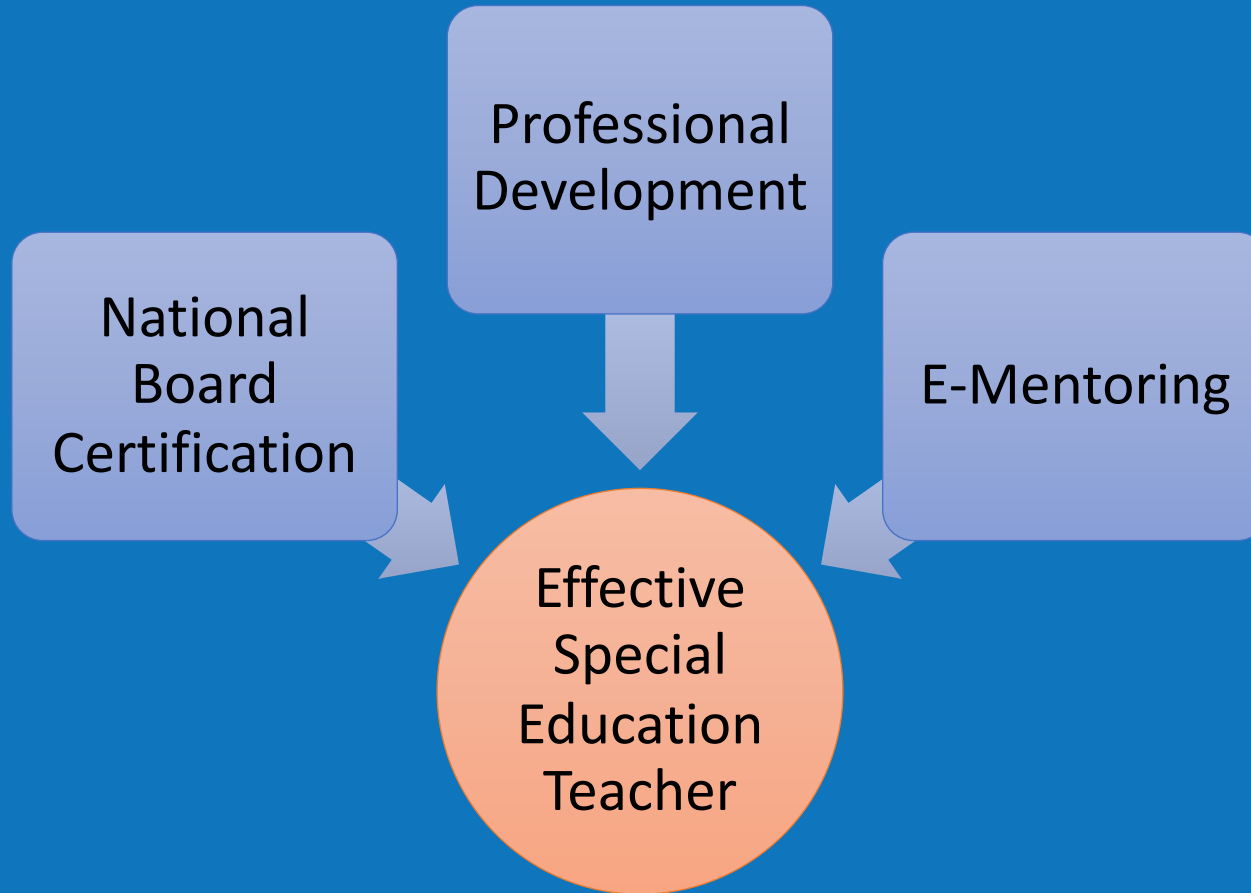 Professional
Development
National
Board
Certification
E-Mentoring
Effective
Special
Education
Teacher